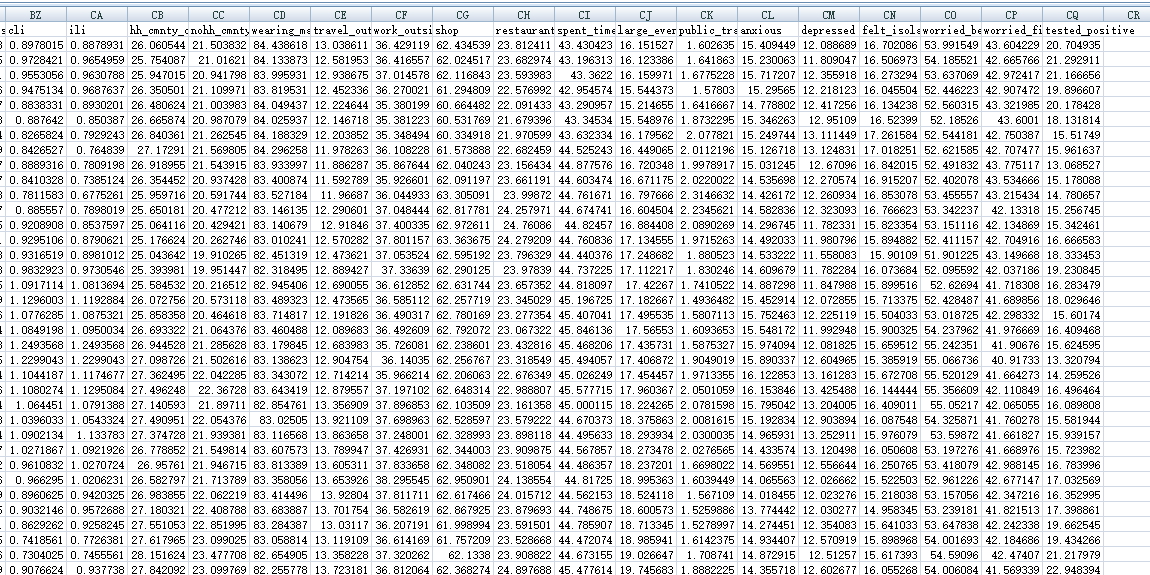 BZ CA CB CC CD CE CF CG CH CI CJ CK CL CM CN CO CP CQ CR
cli ili hh_cmnty_c nohh_cmnty wearing_ma travel_out work_outsi shop restaurant spent_time large_ever public_tra anxious depressed felt_isola worried_be worried_fi tested_positive
0.8978015 0.8878931 26.060544 21.503832 84.438618 13.038611 36.429119 62.434539 23.812411 43.430423 16.151527 1.602635 15.409449 12.088689 16.702086 53.991549 43.604229 20.704935
0.9728421 0.9654959 25.754087 21.01621 84.133873 12.581953 36.416557 62.024517 23.682974 43.196313 16.123386 1.641863 15.230063 11.809047 16.506973 54.185521 42.665766 21.292911
0.9553056 0.9630768 25.947015 20.941798 83.995931 12.938675 37.014578 62.116843 23.593983 43.3622 16.159971 1.6775228 15.717207 12.355918 16.273294 53.637069 42.972417 21.166656
0.9475134 0.9687637 26.350501 21.109971 83.819531 12.452336 36.270021 61.294809 22.576992 42.954574 15.544373 1.57803 15.29565 12.218123 16.045504 52.446223 42.907472 19.896607
0.8838331 0.8930201 26.480624 21.003983 84.049437 12.224644 35.380199 60.664482 22.091433 43.290957 15.214655 1.6416667 14.778802 12.417256 16.134238 52.560315 43.321985 20.178428
0.887642 0.850387 26.665874 20.987079 84.025937 12.146718 35.381223 60.531769 21.679396 43.34534 15.548976 1.8732295 15.346263 12.95109 16.52399 52.18526 43.6001 18.131814
0.8265824 0.7929243 26.840361 21.262545 84.188329 12.203852 35.348494 60.334918 21.970599 43.632334 16.179562 2.077821 15.249744 13.111449 17.261584 52.544181 42.750387 15.51749
0.8426527 0.764839 27.17291 21.569805 84.296258 11.978263 36.108228 61.573888 22.682459 44.525243 16.449065 2.0112196 15.126718 13.124831 17.018251 52.621585 42.707477 15.961637
0.8889316 0.7809198 26.918955 21.543915 83.933997 11.886287 35.867644 62.040243 23.156434 44.877576 16.720348 1.9978917 15.031245 12.67096 16.842015 52.491832 43.775117 13.068527
0.8410328 0.7385124 26.354452 20.937428 83.400874 11.592789 35.926601 62.091197 23.661191 44.603474 16.671175 2.0220022 14.535698 12.270574 16.915207 52.402078 43.534666 15.178088
0.7811583 0.6775261 25.959716 20.591744 83.527184 11.96687 36.044933 63.305091 23.99872 44.761671 16.797666 2.3146632 14.426172 12.260934 16.853078 53.455557 43.215434 14.780657
0.885557 0.7898019 25.650181 20.477212 83.146135 12.290601 37.048444 62.817781 24.257971 44.674741 16.604504 2.2345621 14.582836 12.323093 16.766623 53.342237 42.13318 15.256745
0.9208908 0.8537597 25.064116 20.429421 83.140679 12.91846 37.400335 62.972611 24.76086 44.82457 16.884408 2.0890269 14.296745 11.782331 15.823354 53.151116 42.134869 15.342461
0.9295106 0.8790621 25.176624 20.262746 83.010241 12.570282 37.801157 63.363675 24.279209 44.760836 17.134555 1.9715263 14.492033 11.980796 15.894882 52.411157 42.704916 16.666583
0.9316519 0.8981012 25.043642 19.910265 82.451319 12.473621 37.053524 62.595192 23.796329 44.440376 17.248682 1.880523 14.533222 11.558083 15.90109 51.901225 43.149668 18.333453
0.9832923 0.9730546 25.393981 19.951447 82.318495 12.889427 37.33639 62.290125 23.97839 44.737225 17.112217 1.830246 14.609679 11.782284 16.073684 52.095592 42.037186 19.230845
1.0917114 1.0813694 25.584532 20.216512 82.945406 12.690055 36.612852 62.631744 23.657352 44.818097 17.42267 1.7410522 14.887298 11.847988 15.899516 52.62694 41.718308 16.283479
1.1296003 1.1192884 26.072756 20.573118 83.489323 12.473565 36.585112 62.257719 23.345029 45.196725 17.182667 1.4936482 15.452914 12.072855 15.713375 52.428487 41.689856 18.029646
1.0776285 1.0875321 25.858358 20.464618 83.714817 12.191826 36.490317 62.780169 23.277354 45.407041 17.495535 1.5807113 15.752463 12.225119 15.504033 53.018725 42.298332 15.60174
1.0849198 1.0950034 26.693322 21.064376 83.460488 12.089683 36.492609 62.792072 23.067322 45.846136 17.56553 1.6093653 15.548172 11.992948 15.900325 54.237962 41.976669 16.409468
1.2493568 1.2493568 26.944528 21.285628 83.179845 12.683983 35.726081 62.238601 23.432816 45.468206 17.435731 1.5875327 15.974094 12.081825 15.659512 55.242351 41.90676 15.624595
1.2299043 1.2299043 27.098726 21.502616 83.138623 12.904754 36.14035 62.256767 23.318549 45.494057 17.406872 1.9049019 15.890337 12.604965 15.385919 55.066736 40.91733 13.320794
1.1044187 1.1174677 27.362495 22.042285 83.343072 12.714214 35.966214 62.206063 22.676349 45.026249 17.454457 1.9713355 16.122853 13.161283 15.672708 55.520129 41.664273 14.259526
1.1080274 1.1295084 27.496248 22.36728 83.643419 12.879557 37.197102 62.648314 22.988807 45.577715 17.960367 2.0501059 16.153846 13.425488 16.144444 55.356609 42.110849 16.496464
1.064451 1.0791388 27.140593 21.89711 82.854761 13.356909 37.896853 62.103509 23.161358 45.000115 18.224265 2.0781598 15.795042 13.204005 16.409011 55.05217 42.065055 16.089808
1.0396033 1.0543324 27.490951 22.054376 83.02505 13.921109 37.698963 62.528597 23.579222 44.670373 18.375863 2.0081615 15.192834 12.903894 16.087548 54.325871 41.760278 15.581944
1.0902134 1.133783 27.374728 21.939381 83.116568 13.863658 37.248001 62.328993 23.898118 44.495633 18.293934 2.0300035 14.965931 13.252911 15.976079 53.59872 41.661827 15.939157
1.0271867 1.0921926 26.778852 21.549814 83.607573 13.789947 37.426931 62.344003 23.909875 44.567857 18.273478 2.0276565 14.433574 13.120498 16.050608 53.197276 41.668976 15.723982
0.9610832 1.0270724 26.95761 21.946715 83.813389 13.605311 37.833658 62.348082 23.518054 44.486357 18.237201 1.6698022 14.569551 12.556644 16.250765 53.418079 42.988145 16.783996
0.966295 1.0206231 26.582797 21.713789 83.358056 13.653926 38.295545 62.950901 24.138554 44.81725 18.995363 1.6039449 14.065563 12.026662 15.522503 52.961226 42.677147 17.032569
0.8960625 0.9420325 26.983855 22.062219 83.414496 13.92804 37.811711 62.617466 24.015712 44.562153 18.524118 1.567109 14.018455 12.023276 15.218038 53.157056 42.347216 16.352995
0.9032146 0.9572688 27.180321 22.408788 83.683887 13.701754 36.582619 62.867925 23.879693 44.748675 18.600573 1.5259886 13.774442 12.030277 14.958345 53.239181 42.821513 17.398861
0.8629262 0.9258245 27.551053 22.851995 83.284387 13.03117 36.207191 61.998994 23.591501 44.785907 18.713345 1.5278997 14.274451 12.354083 15.641033 53.647838 42.242338 19.662545
0.7418561 0.7726381 27.617965 23.099025 83.058814 13.119109 36.614169 61.757209 23.528668 44.472074 18.985941 1.6142375 14.934407 12.570919 15.898968 54.001693 42.184686 29.434266
0.7304025 0.7455561 28.151624 23.477708 82.654905 13.358228 37.320262 62.1338 23.908822 44.673155 19.026647 1.708741 14.872915 12.51257 15.617393 54.59096 42.47407 21.217979
0.9076624 0.937738 27.842092 23.099769 82.255778 13.723181 36.812064 62.368274 24.897688 45.477614 19.745683 1.8882225 14.355718 12.602677 16.055268 54.006084 41.569339 22.948394